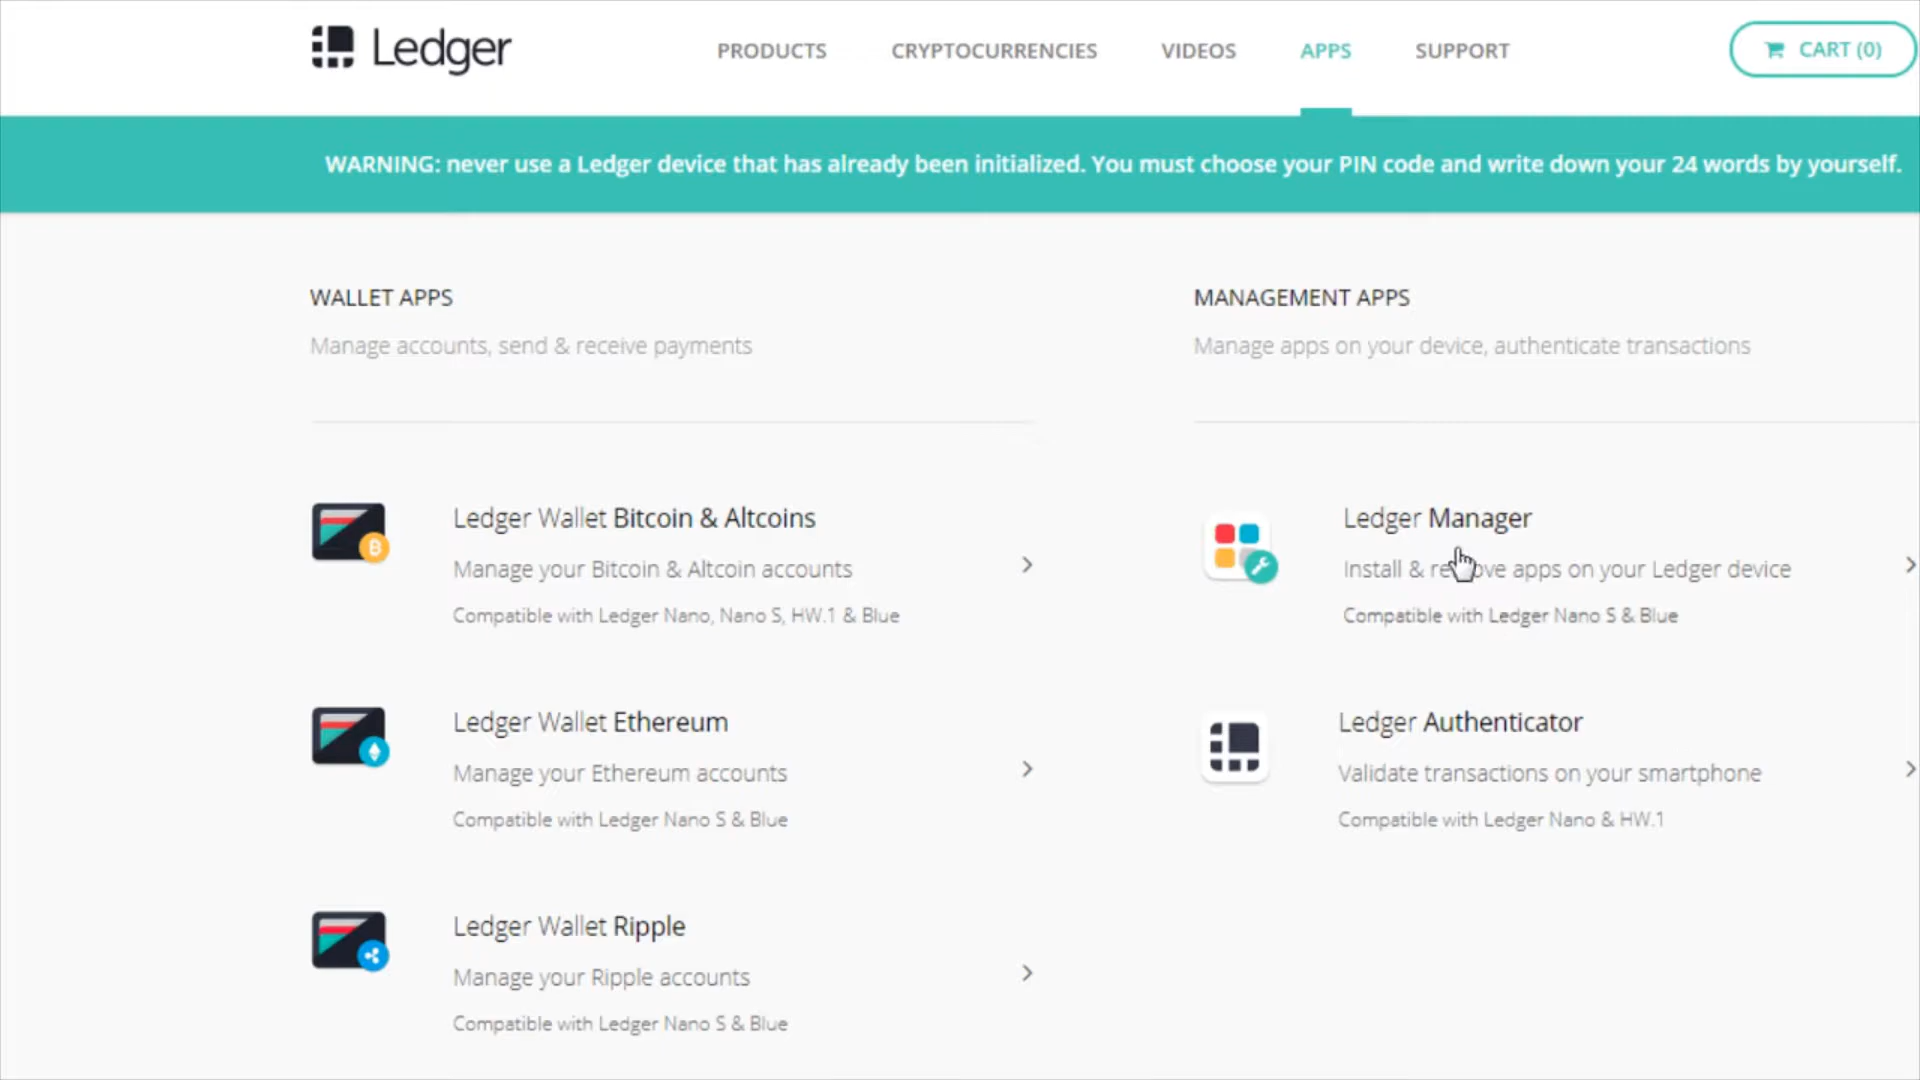 Ledger
PRODUCTS
CRYPTOCURRENCIES
VIDEOS
APPS
SUPPORT
CART (0)
WARNING: never use a Ledger device that has already been initialized. You must choose your PIN code and write down your 24 words by yourself.
WALLET APPS
Manage accounts, send & receive payments
Ledger Wallet Bitcoin & Altcoins
Manage your Bitcoin & Altcoin accounts
Compatible with Ledger Nano, Nano S, HW.1 & Blue
Ledger Wallet Ethereum
Manage your Ethereum accounts
Compatible with Ledger Nano S & Blue
Ledger Wallet Ripple
Manage your Ripple accounts
Compatible with Ledger Nano S & Blue
MANAGEMENT APPS
Manage apps on your device, authenticate transactions
Ledger Manager
Install & remove apps on your Ledger device
Compatible with Ledger Nano S & Blue
Ledger Authenticator
Validate transactions on your smartphone
Compatible with Ledger Nano & HW.1